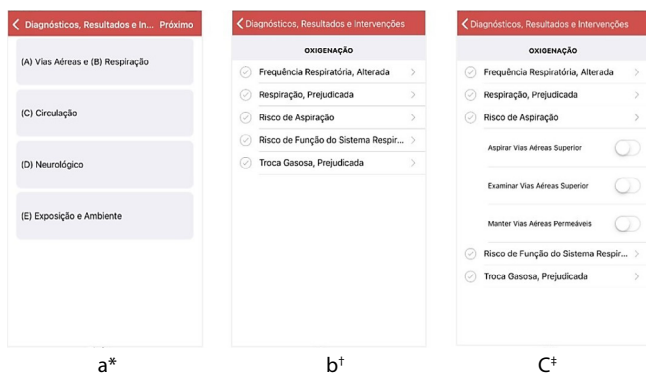 Diagnósticos, Resultados e In... Próximo
(A) Vias Aéreas e (B) Respiração
(C) Circulação
(D) Neurológico
(E) Exposição e Ambiente
a*
Diagnósticos, Resultados e Intervenções
OXIGENAÇÃO
Frequência Respiratória, Alterada
Respiração, Prejudicada
Risco de Aspiração
Risco de Função do Sistema Respir...
Troca Gasosa, Prejudicada
b†
Diagnósticos, Resultados e Intervenções
OXIGENAÇÃO
Frequência Respiratória, Alterada
Respiração, Prejudicada
Risco de Aspiração
Aspirar Vias Aéreas Superior
Examinar Vias Aéreas Superior
Manter Vias Aéreas Permeáveis
Risco de Função do Sistema Respir...
Troca Gasosa, Prejudicada
C‡